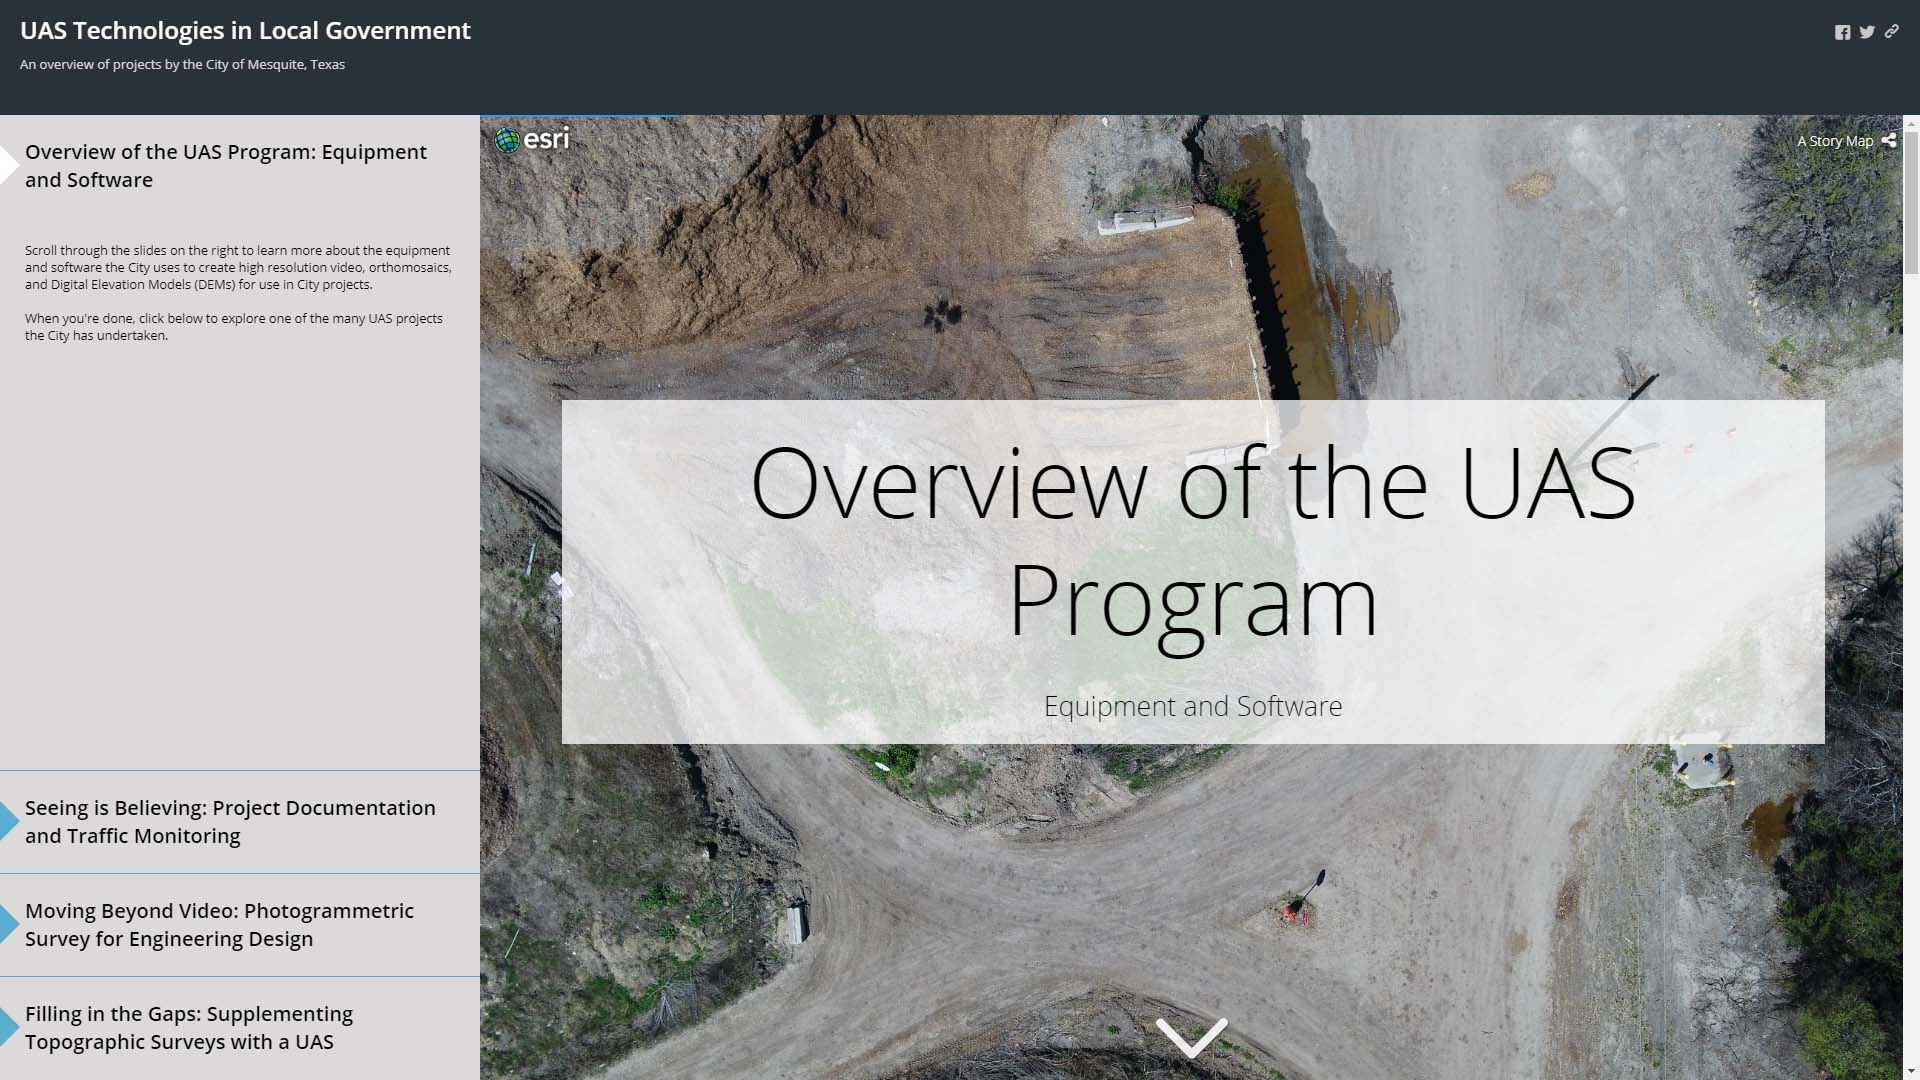 UAS Technologies in Local Government
An overview of projects by the City of Mesquite, Texas
Overview of the UAS Program: Equipment
and Software
Scroll through the slides on the right to learn more about the equipment
and software the City uses to create high resolution video, orthomosaics,
and Digital Elevation Models (DEMs) for use in City projects.
When you're done, click below to explore one of the many UAS projects
the City has undertaken.
Seeing is Believing: Project Documentation
and Traffic Monitoring
Moving Beyond Video: Photogrammetric
Survey for Engineering Design
Filling in the Gaps: Supplementing
Topographic Surveys with a UAS
esri
A Story Map
Overview of the UAS
Program
Equipment and Software